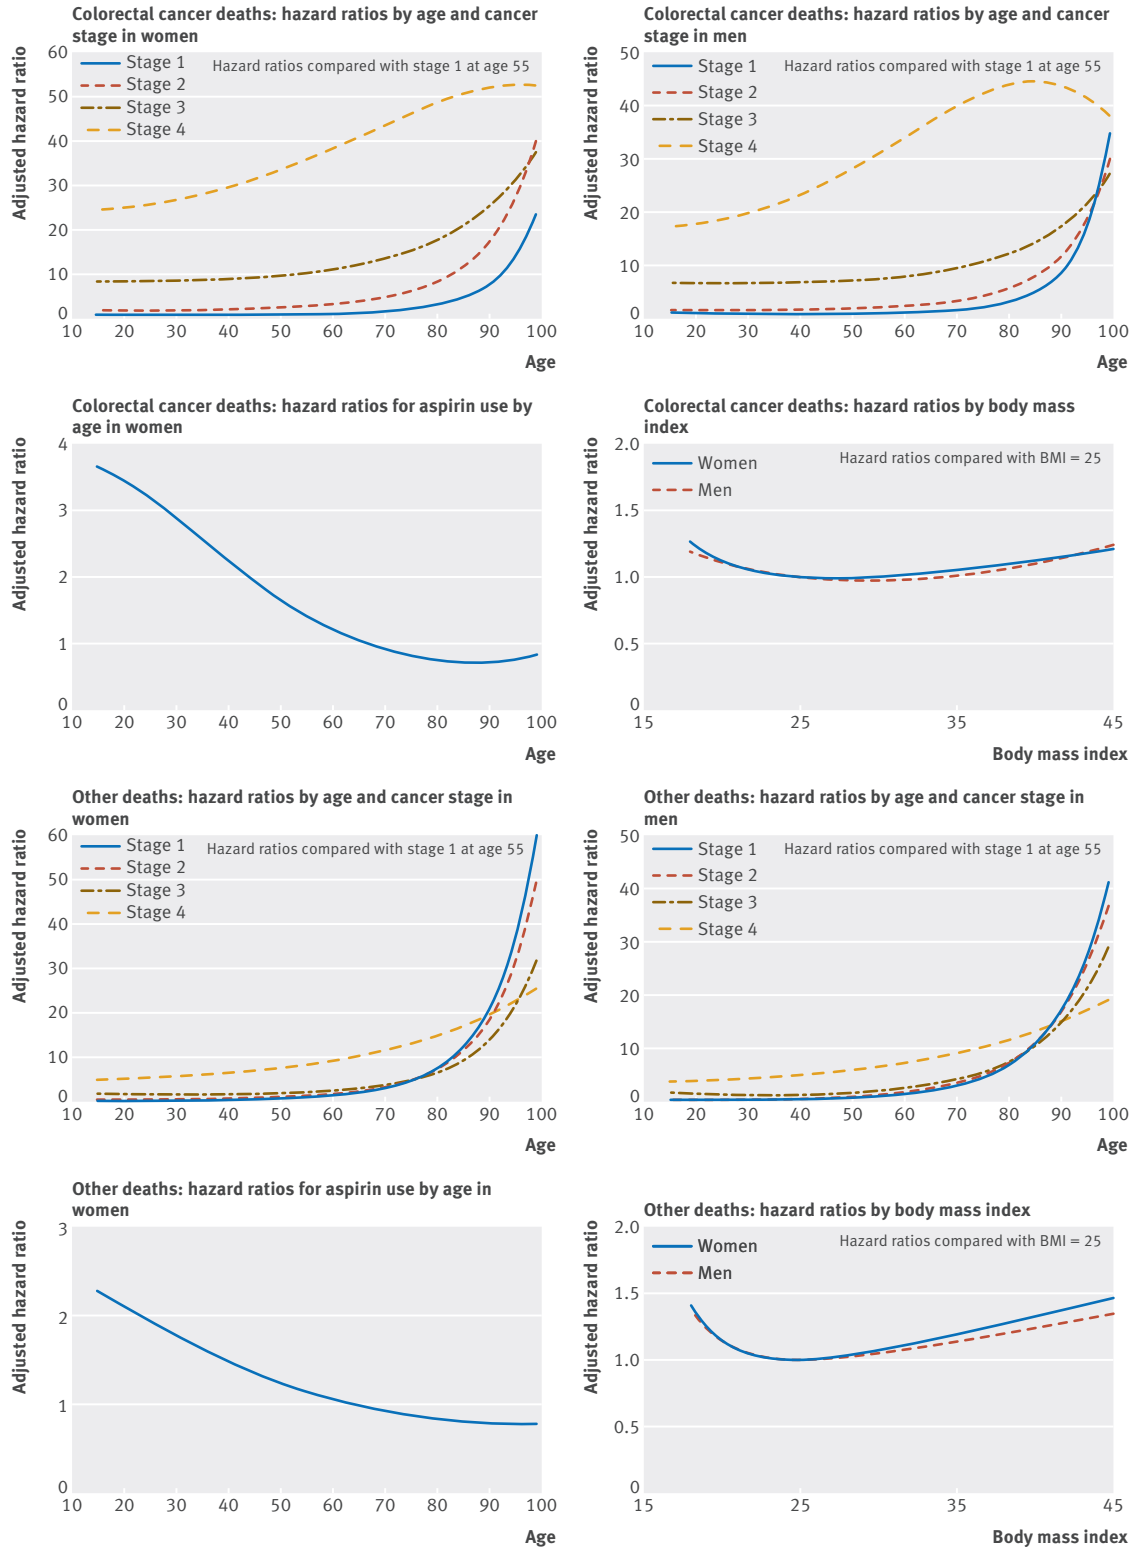 Colorectal cancer deaths: hazard ratios by age and cancer
stage in women
Adjusted hazard ratio
60
50
40
30
20
10
0
Stage 1
Stage 2
Stage 3
Stage 4
Hazard ratios compared with stage 1 at age 55
10 20 30 40 50 60 70 80 90 100
Age
Colorectal cancer deaths: hazard ratios by age and cancer
stage in men
Adjusted hazard ratio
50
40
30
20
10
0
Stage 1
Stage 2
Stage 3
Stage 4
Hazard ratios compared with stage 1 at age 55
10 20 30 40 50 60 70 80 90 100
Age
Colorectal cancer deaths: hazard ratios for aspirin use by
age in women
Adjusted hazard ratio
4
3
2
1
0
10 20 30 40 50 60 70 80 90 100
Age
Colorectal cancer deaths: hazard ratios by body mass
index
Adjusted hazard ratio
2.0
1.5
1.0
0.5
0
Women
Men
Hazard ratios compared with BMI = 25
15 25 35 45
Body mass index
Other deaths: hazard ratios by age and cancer stage in
women
Adjusted hazard ratio
60
50
40
30
20
10
0
Stage 1
Stage 2
Stage 3
Stage 4
Hazard ratios compared with stage 1 at age 55
10 20 30 40 50 60 70 80 90 100
Age
Other deaths: hazard ratios by age and cancer stage in
men
Adjusted hazard ratio
50
40
30
20
10
0
Stage 1
Stage 2
Stage 3
Stage 4
Hazard ratios compared with stage 1 at age 55
10 20 30 40 50 60 70 80 90 100
Age
Other deaths: hazard ratios for aspirin use by age in
women
Adjusted hazard ratio
3
2
1
0
10 20 30 40 50 60 70 80 90 100
Age
Other deaths: hazard ratios by body mass index
Adjusted hazard ratio
2.0
1.5
1.0
0.5
0
Women
Men
Hazard ratios compared with BMI = 25
15 25 35 45
Body mass index